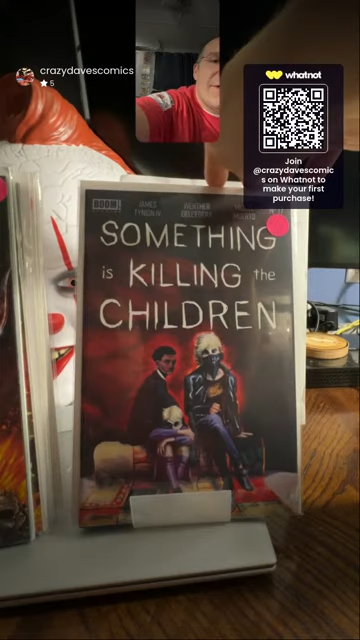 crazydavescomics
5
whatnot
Join
@crazydavescomic
s on Whatnot to
make your first
purchase!
BOOM!
JAMES
TYNION IV
WERTHER
DELL'EDERA
SOMETHING
is KILLING the
CHILDREN